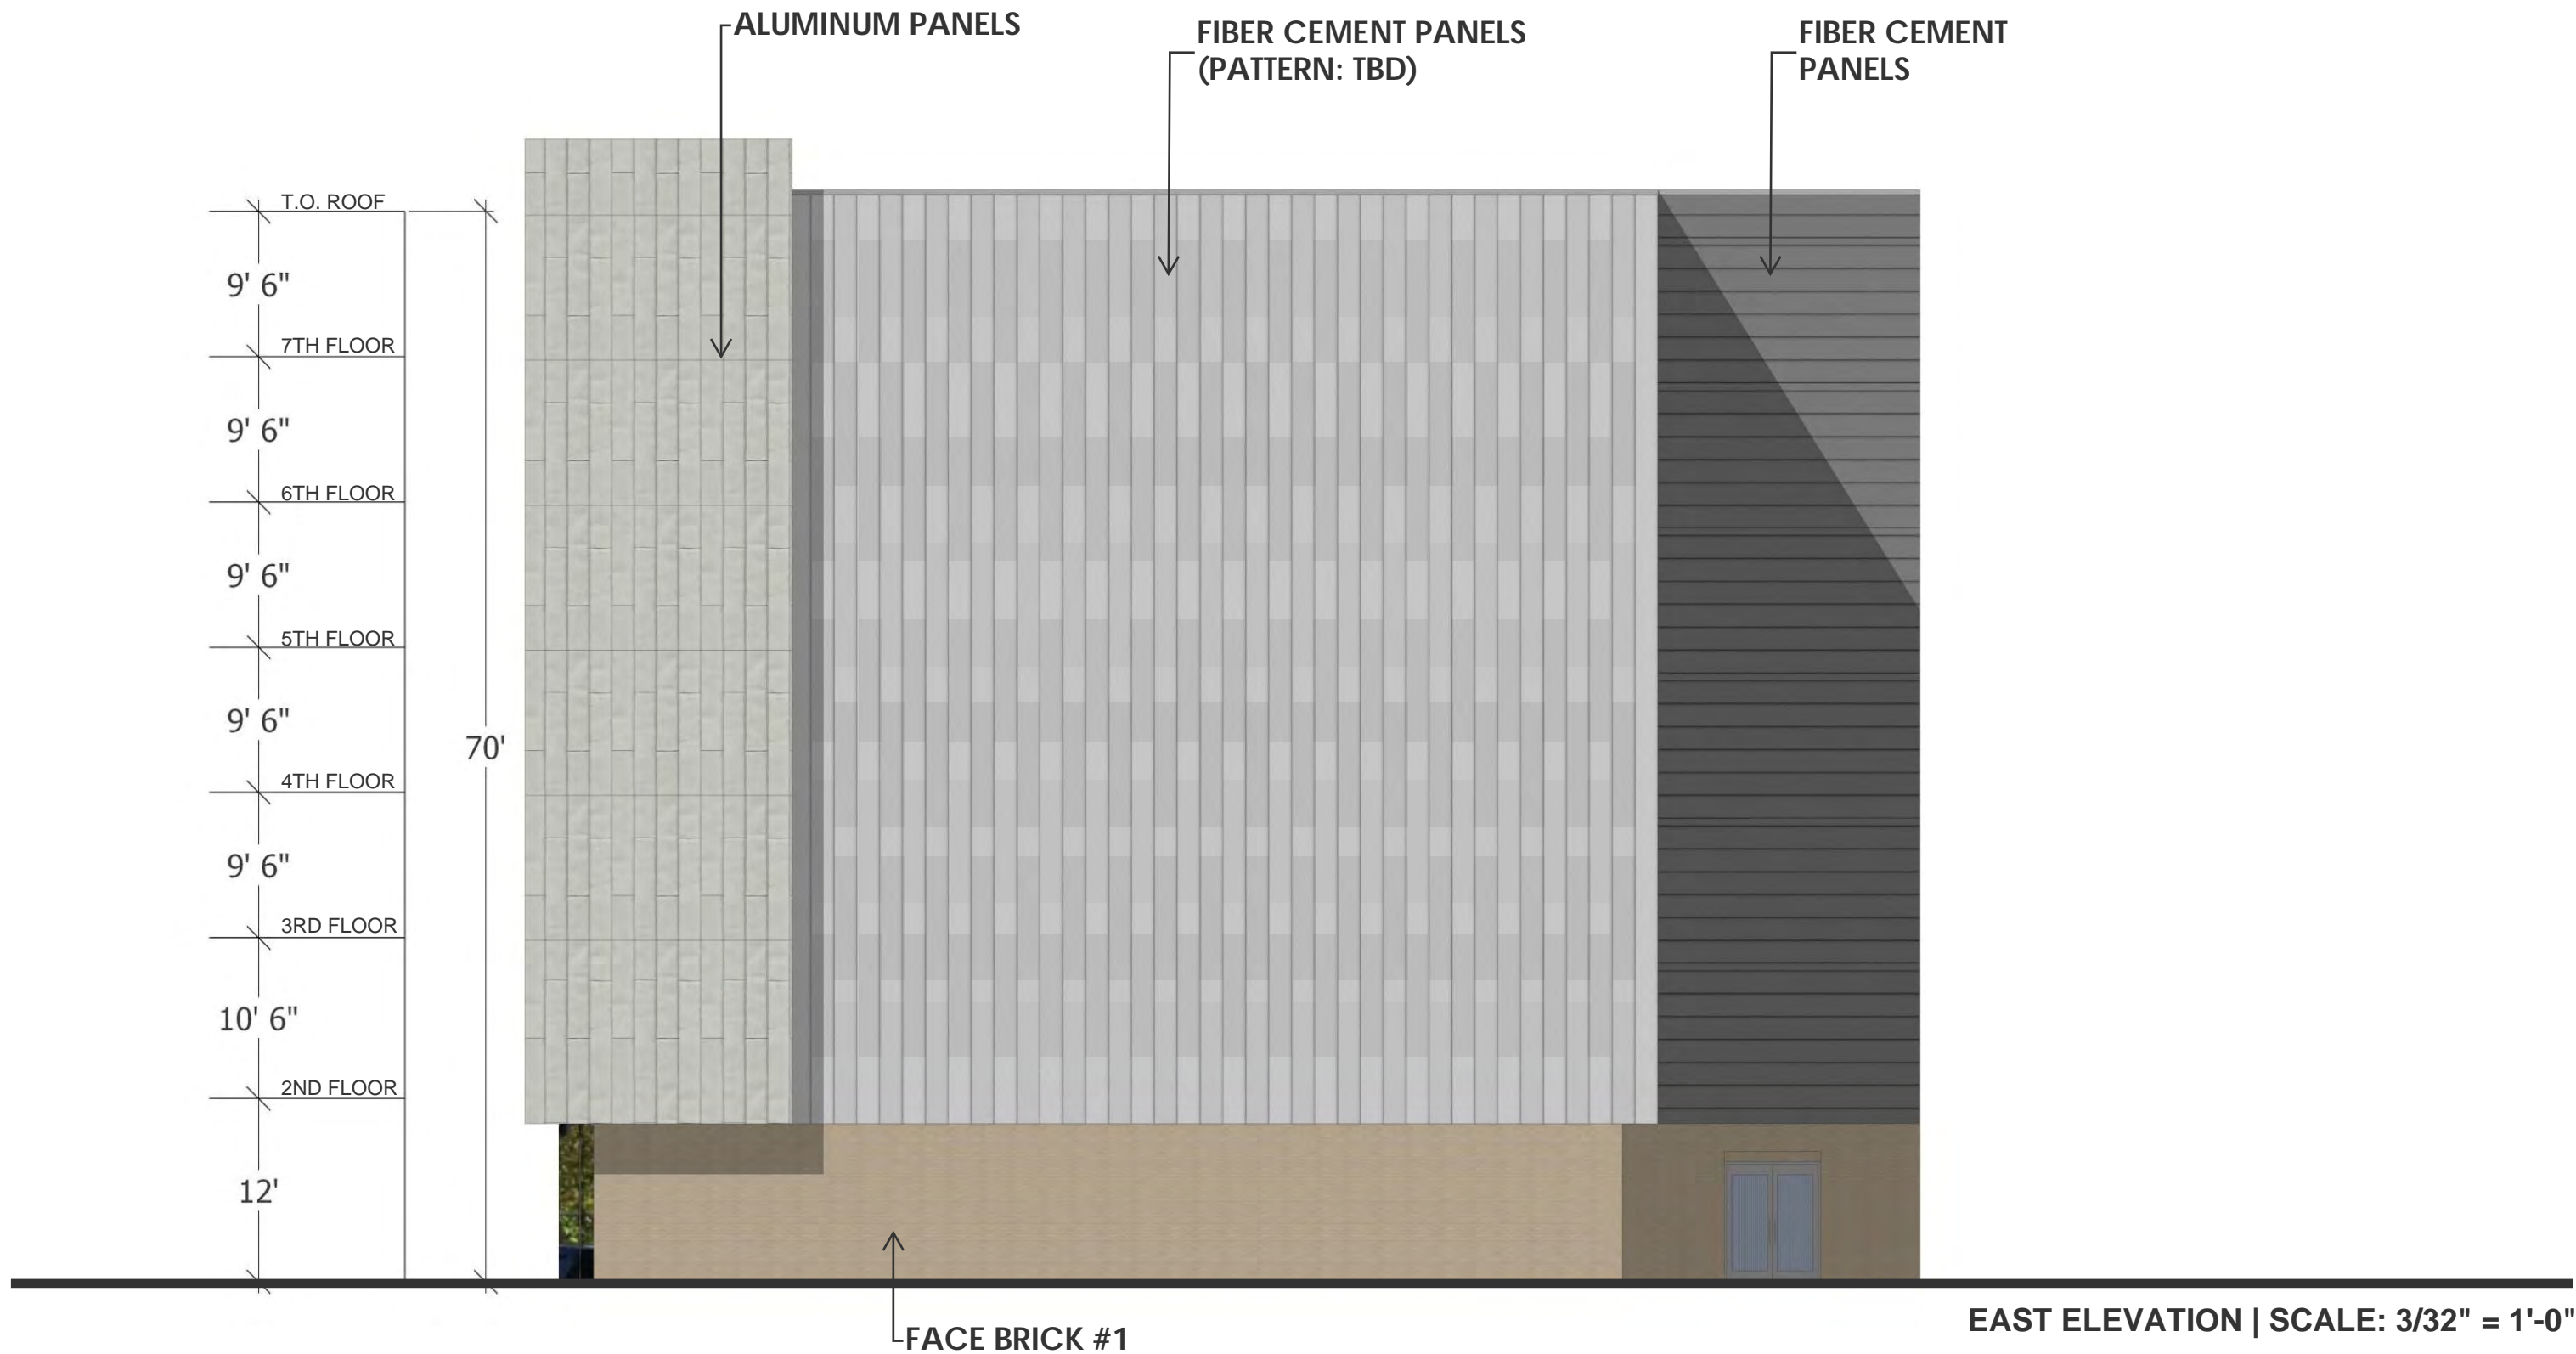 ALUMINUM PANELS
FIBER CEMENT PANELS
(PATTERN: TBD)
FIBER CEMENT
PANELS
T.O. ROOF
9' 6"
7TH FLOOR
9' 6"
6TH FLOOR
9' 6"
5TH FLOOR
9' 6"
70'
4TH FLOOR
9' 6"
3RD FLOOR
10' 6"
2ND FLOOR
12'
FACE BRICK #1
EAST ELEVATION | SCALE: 3/32" = 1'-0"